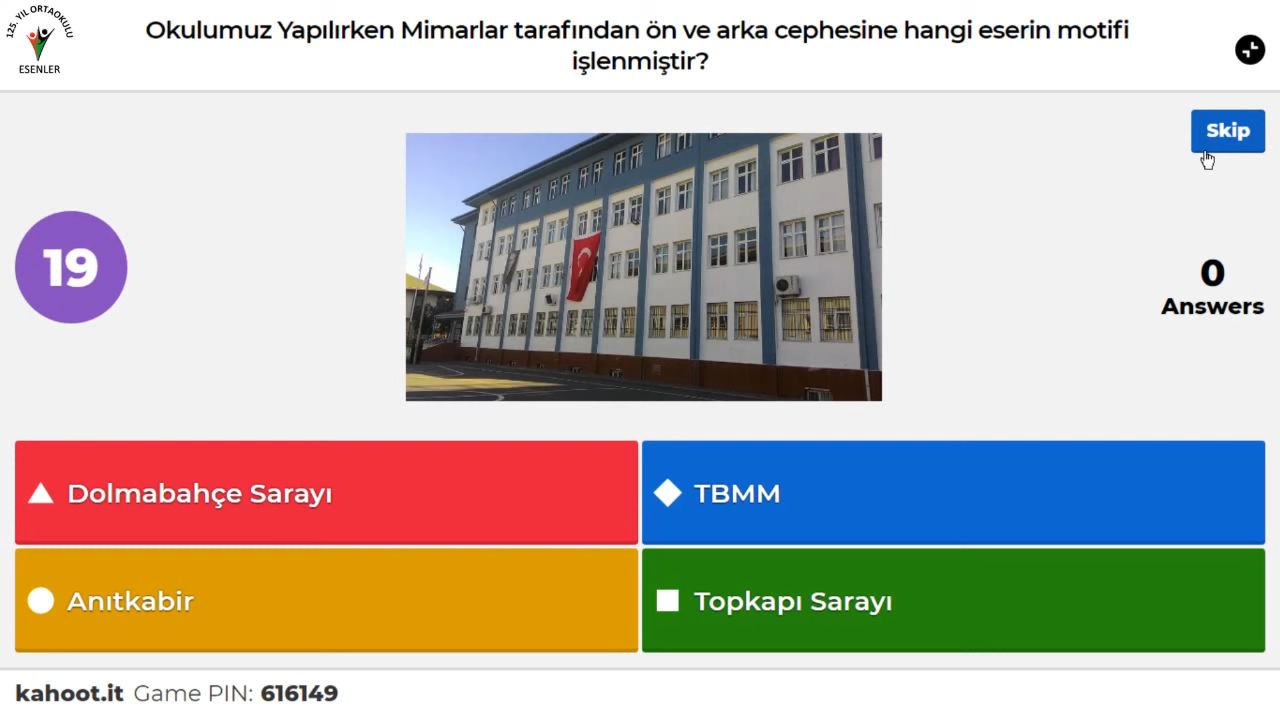 125. YIL ORTAOKULU
ESENLER
Okulumuz Yapılırken Mimarlar tarafından ön ve arka cephesine hangi eserin motifi
işlenmiştir?
Skip
19
0
Answers
Dolmabahçe Sarayı
TBMM
Anıtkabir
Topkapı Sarayı
kahoot.it Game PIN: 616149